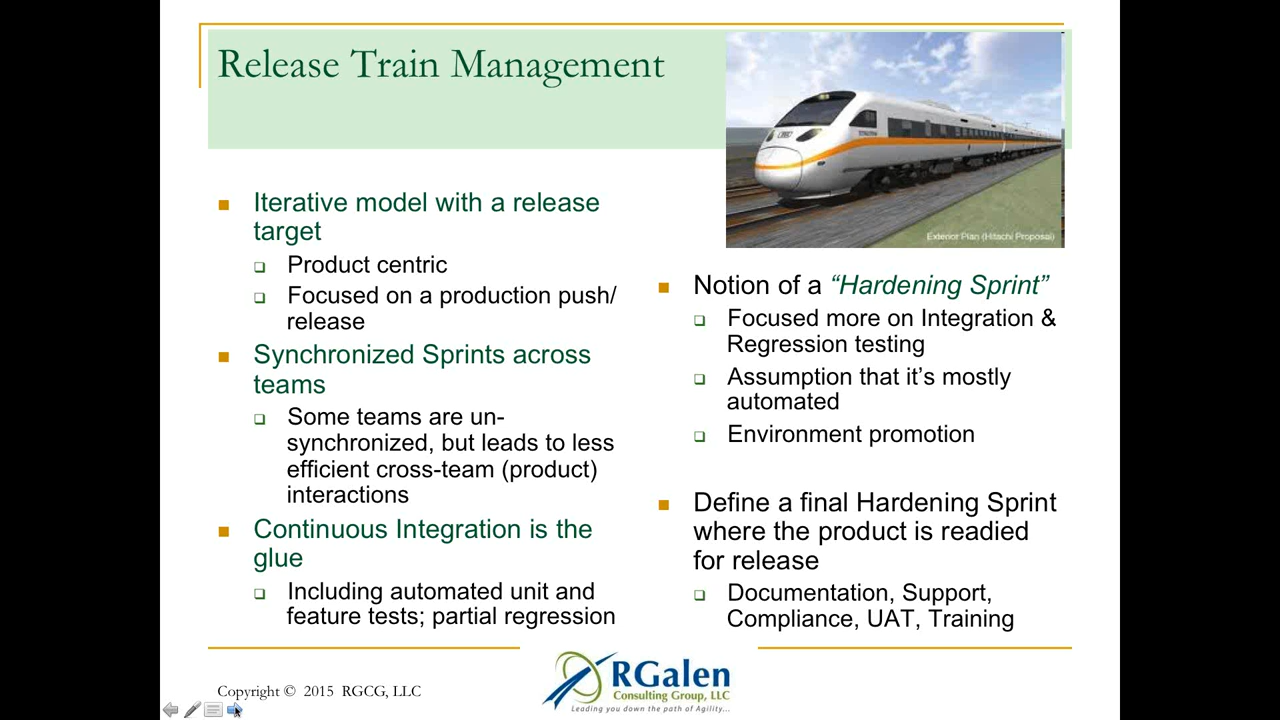 Release Train Management
Exterior Plan (Hitachi Proposal)
Iterative model with a release
target
Product centric
Focused on a production push/
release
Synchronized Sprints across
teams
Some teams are un-
synchronized, but leads to less
efficient cross-team (product)
interactions
Continuous Integration is the
glue
Including automated unit and
feature tests; partial regression
Notion of a “Hardening Sprint”
Focused more on Integration &
Regression testing
Assumption that it’s mostly
automated
Environment promotion
Define a final Hardening Sprint
where the product is readied
for release
Documentation, Support,
Compliance, UAT, Training
Copyright © 2015 RGCG, LLC
RGalen
Consulting Group, LLC
Leading you down the path of Agility...